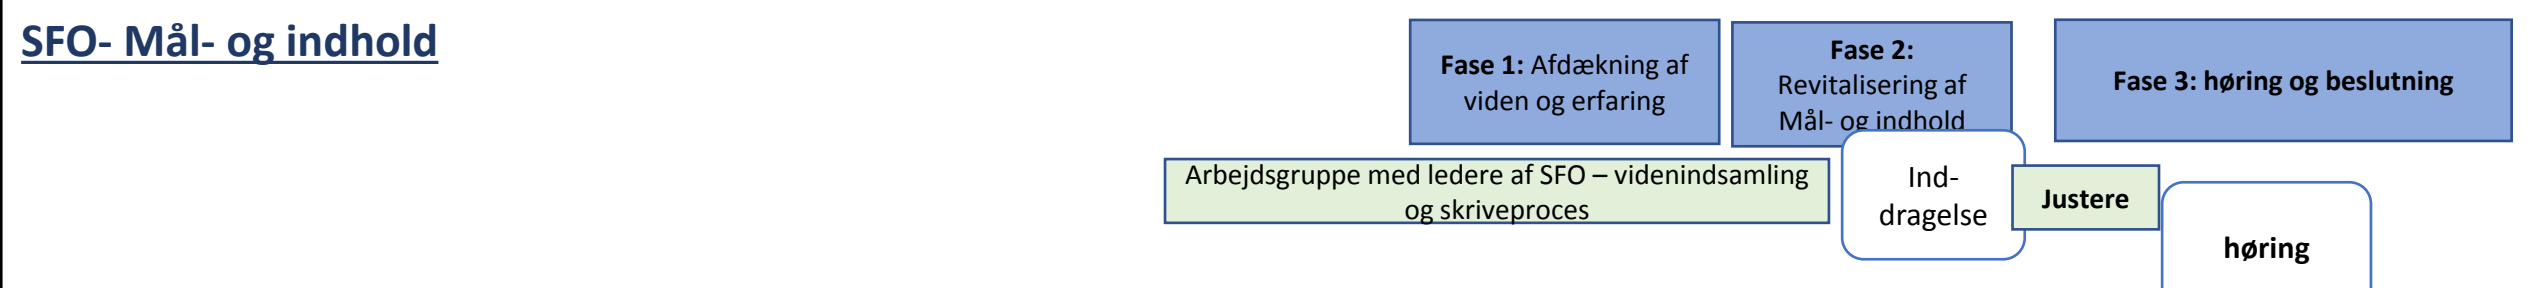 SFO- Mål- og indhold
Fase 1: Afdækning af
viden og erfaring
Fase 2:
Revitalisering af
Mål- og indhold
Fase 3: høring og beslutning
Arbejdsgruppe med ledere af SFO – videnindsamling
og skriveproces
Ind-
dragelse
Justere
høring